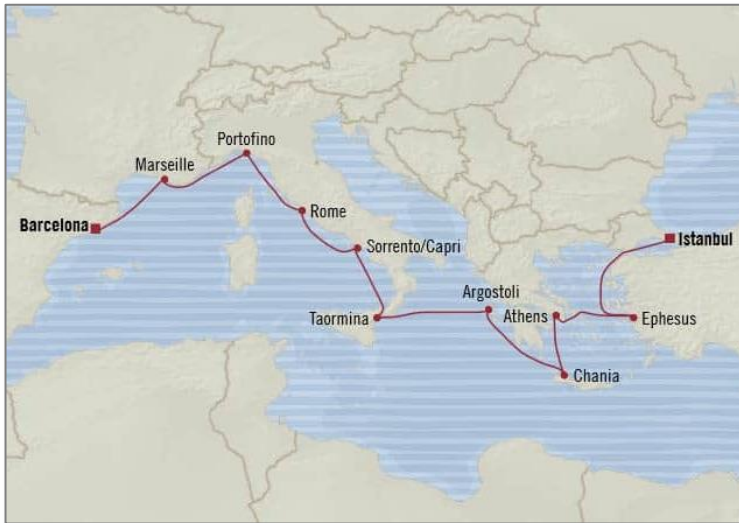 Portofino
Marseille
Barcelona
Rome
Istanbul
Sorrento/Capri
Argostoli
Taormina
Athens
Ephesus
Chania